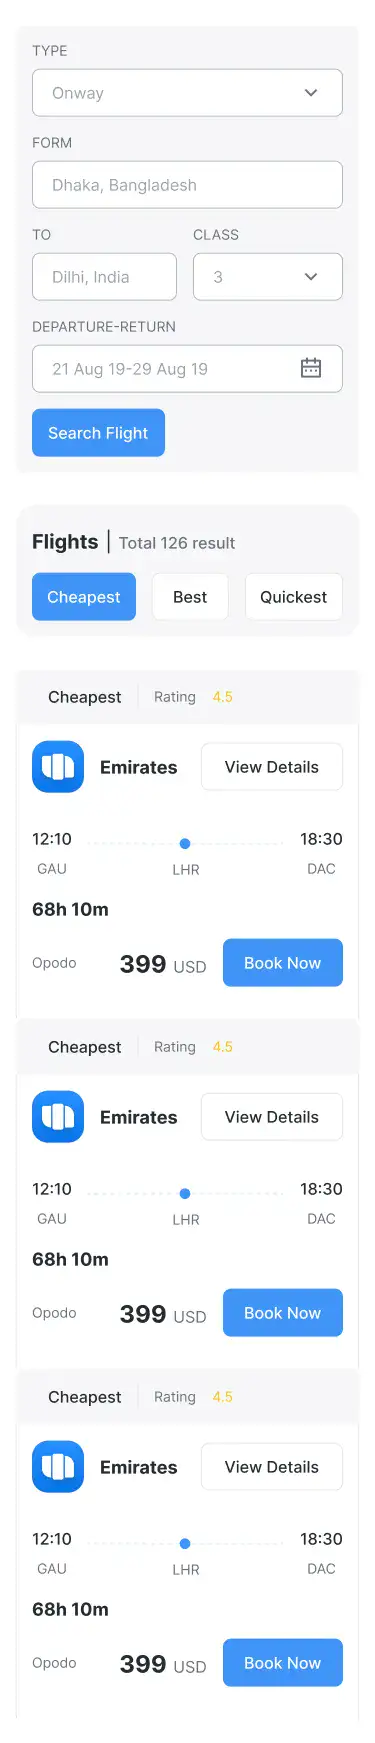 TYPE
Onway
FORM
Dhaka, Bangladesh
TO CLASS
Dilhi, India 3
DEPARTURE-RETURN
21 Aug 19-29 Aug 19
Search Flight
Flights | Total 126 result
Cheapest Best Quickest
Cheapest Rating 4.5
Emirates View Details
12:10 18:30
GAU LHR DAC
68h 10m
Opodo 399 USD Book Now
Cheapest Rating 4.5
Emirates View Details
12:10 18:30
GAU LHR DAC
68h 10m
Opodo 399 USD Book Now
Cheapest Rating 4.5
Emirates View Details
12:10 18:30
GAU LHR DAC
68h 10m
Opodo 399 USD Book Now